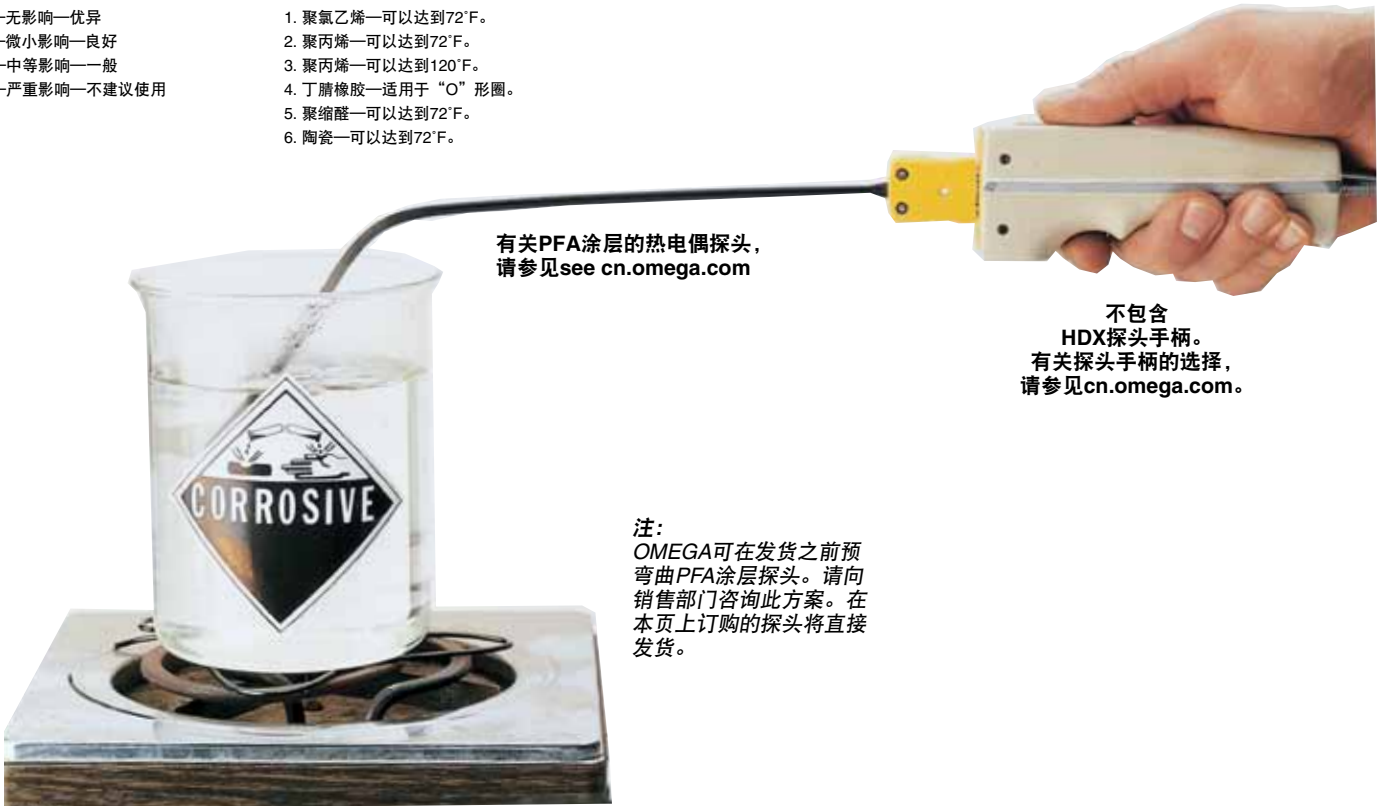 –无影响—优异
–微小影响—良好
–中等影响—一般
–严重影响—不建议使用
1. 聚氯乙烯—可以达到72˚F。
2. 聚丙烯—可以达到72˚F。
3. 聚丙烯—可以达到120˚F。
4. 丁腈橡胶—适用于“O”形圈。
5. 聚缩醛—可以达到72˚F。
6. 陶瓷—可以达到72˚F。
有关PFA涂层的热电偶探头，
请参见see cn.omega.com
不包含
HDX探头手柄。
有关探头手柄的选择，
请参见cn.omega.com。
CORROSIVE
注：
OMEGA可在发货之前预
弯曲PFA涂层探头。请向
销售部门咨询此方案。在
本页上订购的探头将直接
发货。